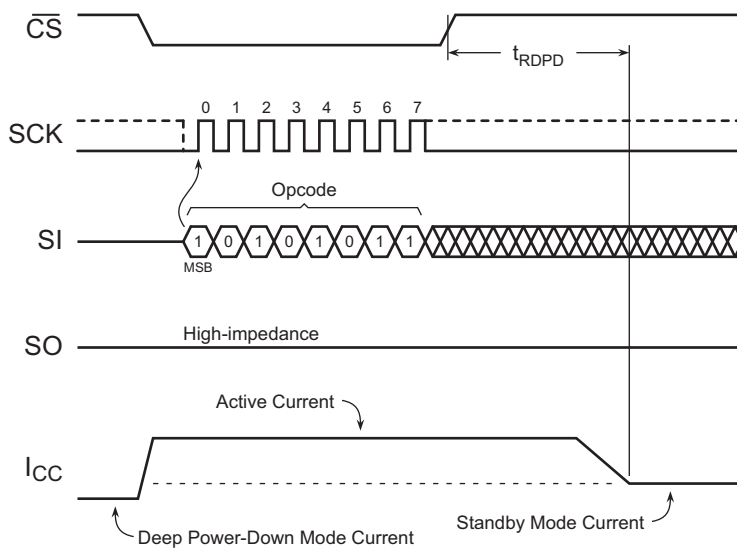 CS
tRDPD
0 1 2 3 4 5 6 7
SCK
Opcode
SI
1 0 1 0 1 0 1 1
MSB
High-impedance
SO
Active Current
ICC
Standby Mode Current
Deep Power-Down Mode Current